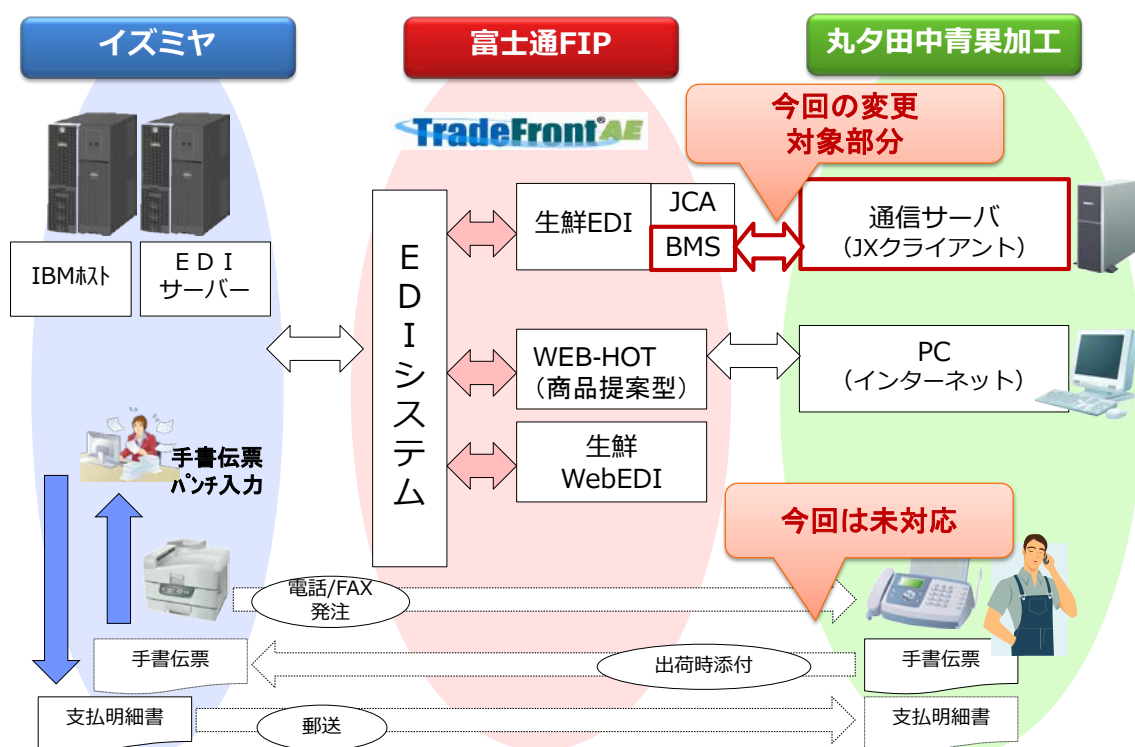 イズミヤ
富士通FIP
丸タ田中青果加工
今回の変更
対象部分
TradeFront®AE
IBMﾎｽﾄ
ＥＤＩ
サーバー
EDIシステム
生鮮EDI
JCA
BMS
通信サーバ
（JXクライアント）
WEB-HOT
（商品提案型）
PC
（インターネット）
生鮮
WebEDI
手書伝票
ﾊﾟﾝﾁ入力
今回は未対応
電話/FAX
発注
手書伝票
出荷時添付
手書伝票
支払明細書
郵送
支払明細書